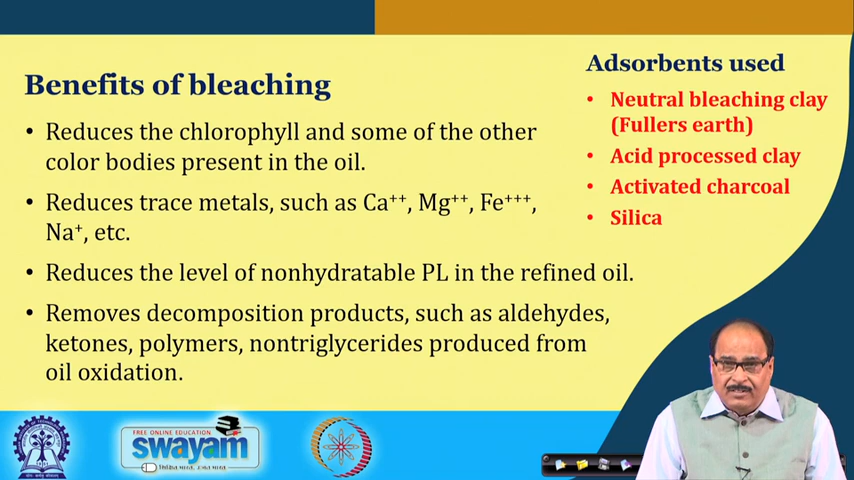 Benefits of bleaching
• Reduces the chlorophyll and some of the other
color bodies present in the oil.
• Reduces trace metals, such as Ca⁺⁺, Mg⁺⁺, Fe⁺⁺⁺,
Na⁺, etc.
• Reduces the level of nonhydratable PL in the refined oil.
• Removes decomposition products, such as aldehydes,
ketones, polymers, nontriglycerides produced from
oil oxidation.
Adsorbents used
• Neutral bleaching clay
(Fullers earth)
• Acid processed clay
• Activated charcoal
• Silica
FREE ONLINE EDUCATION
swayam